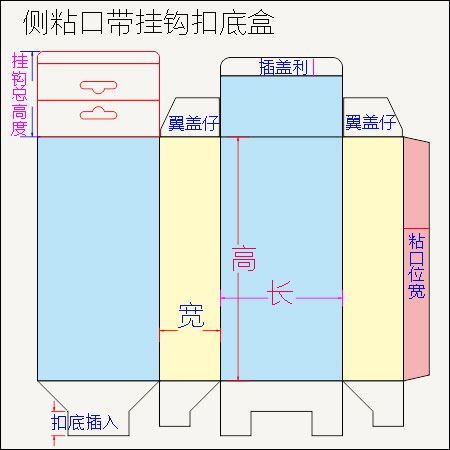 侧粘口带挂钩扣底盒
挂钩总高度
插盖利
翼盖仔
翼盖仔
粘口位宽
高
长
宽
扣底插入